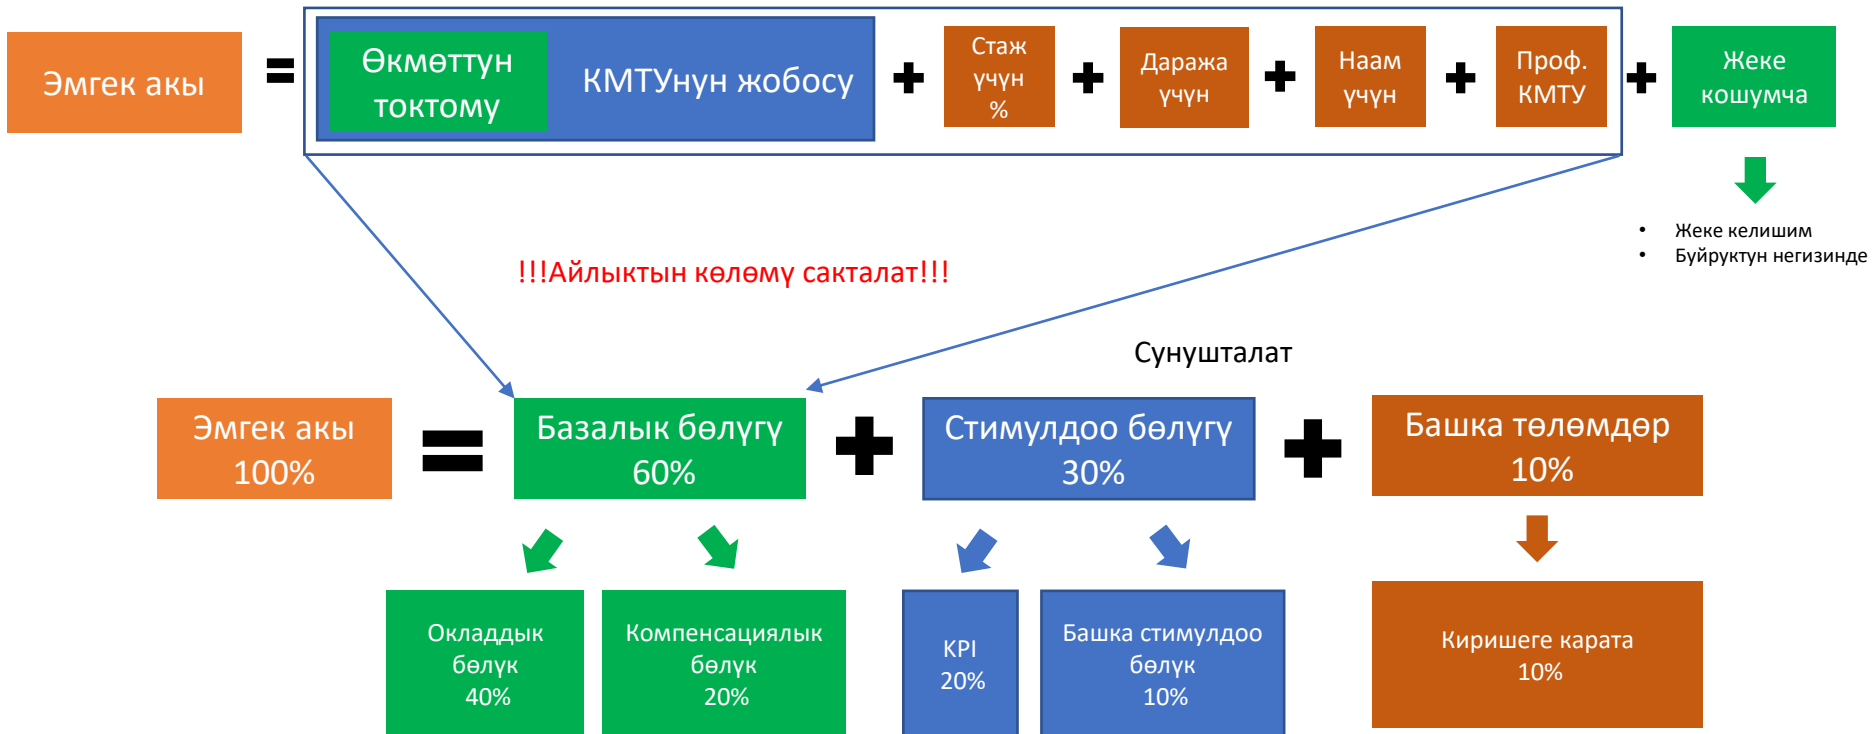 Эмгек акы
=
Өкмөттун
токтому
КМТУнун жобосу
+
Стаж
үчүн
%
+
Даража
үчүн
+
Наам
үчүн
+
Проф.
КМТУ
+
Жеке
кошумча
• Жеке келишим
• Буйруктун негизинде
!!!Айлыктын көлөмү сакталат!!!
Сунушталат
Эмгек акы
100%
=
Базалык бөлүгү
60%
+
Стимулдоо бөлүгү
30%
+
Башка төлөмдөр
10%
Окладдык
бөлүк
40%
Компенсациялык
бөлүк
20%
KPI
20%
Башка стимулдоо
бөлүк
10%
Киришеге карата
10%